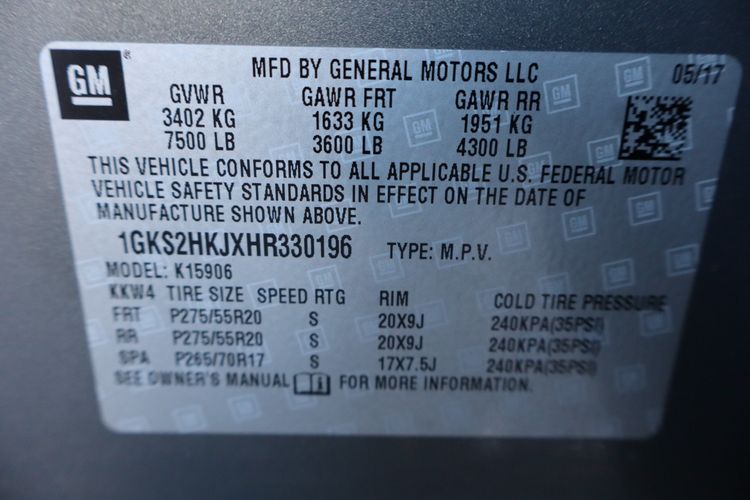 GM
MFD BY GENERAL MOTORS LLC 05/17
GVWR GAWR FRT GAWR RR
3402 KG 1633 KG 1951 KG
7500 LB 3600 LB 4300 LB
THIS VEHICLE CONFORMS TO ALL APPLICABLE U.S. FEDERAL MOTOR
VEHICLE SAFETY STANDARDS IN EFFECT ON THE DATE OF
MANUFACTURE SHOWN ABOVE.
1GKS2HKJXHR330196 TYPE: M.P.V.
MODEL: K15906
KKW4 TIRE SIZE SPEED RTG RIM COLD TIRE PRESSURE
FRT P275/55R20 S 20X9J 240KPA(35PSI)
RR P275/55R20 S 20X9J 240KPA(35PSI)
SPA P265/70R17 S 17X7.5J 240KPA(35PSI)
SEE OWNER'S MANUAL FOR MORE INFORMATION.